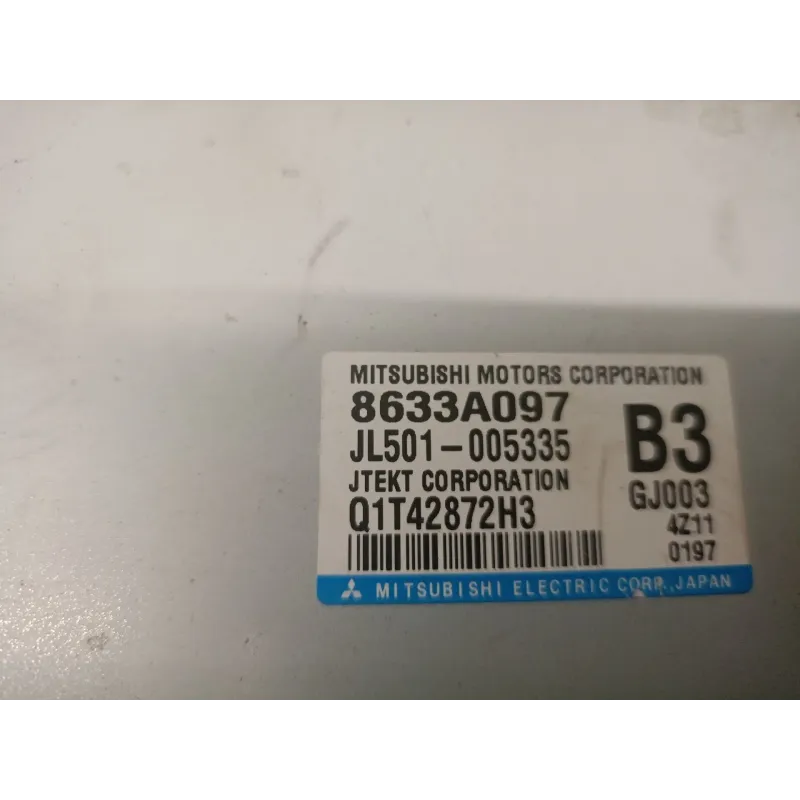 MITSUBISHI MOTORS CORPORATION
8633A097
JL501-005335
B3
JTEKT CORPORATION
GJ003
Q1T42872H3
4Z11
0197
MITSUBISHI ELECTRIC CORP., JAPAN